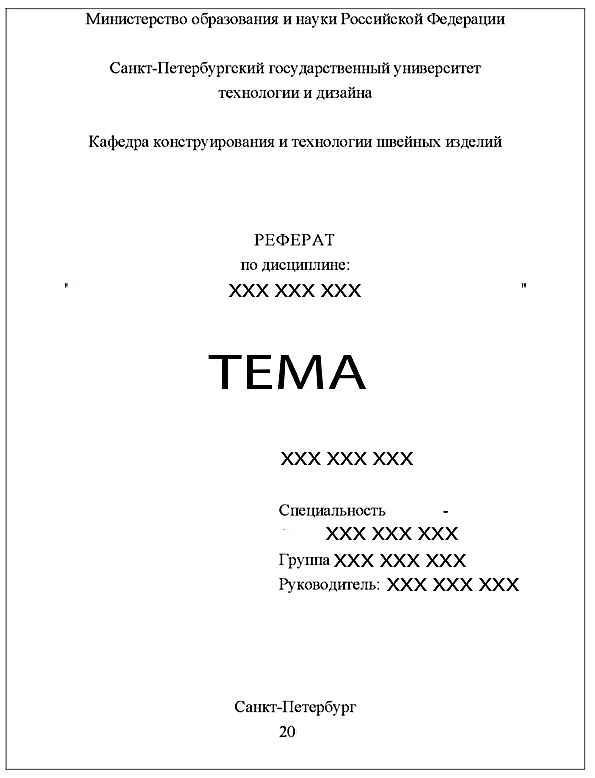 Министерство образования и науки Российской Федерации
Санкт-Петербургский государственный университет
технологии и дизайна
Кафедра конструирования и технологии швейных изделий
РЕФЕРАТ
по дисциплине:
" XXX XXX XXX "
ТЕМА
XXX XXX XXX
Специальность -
XXX XXX XXX
Группа XXX XXX XXX
Руководитель: XXX XXX XXX
Санкт-Петербург
20